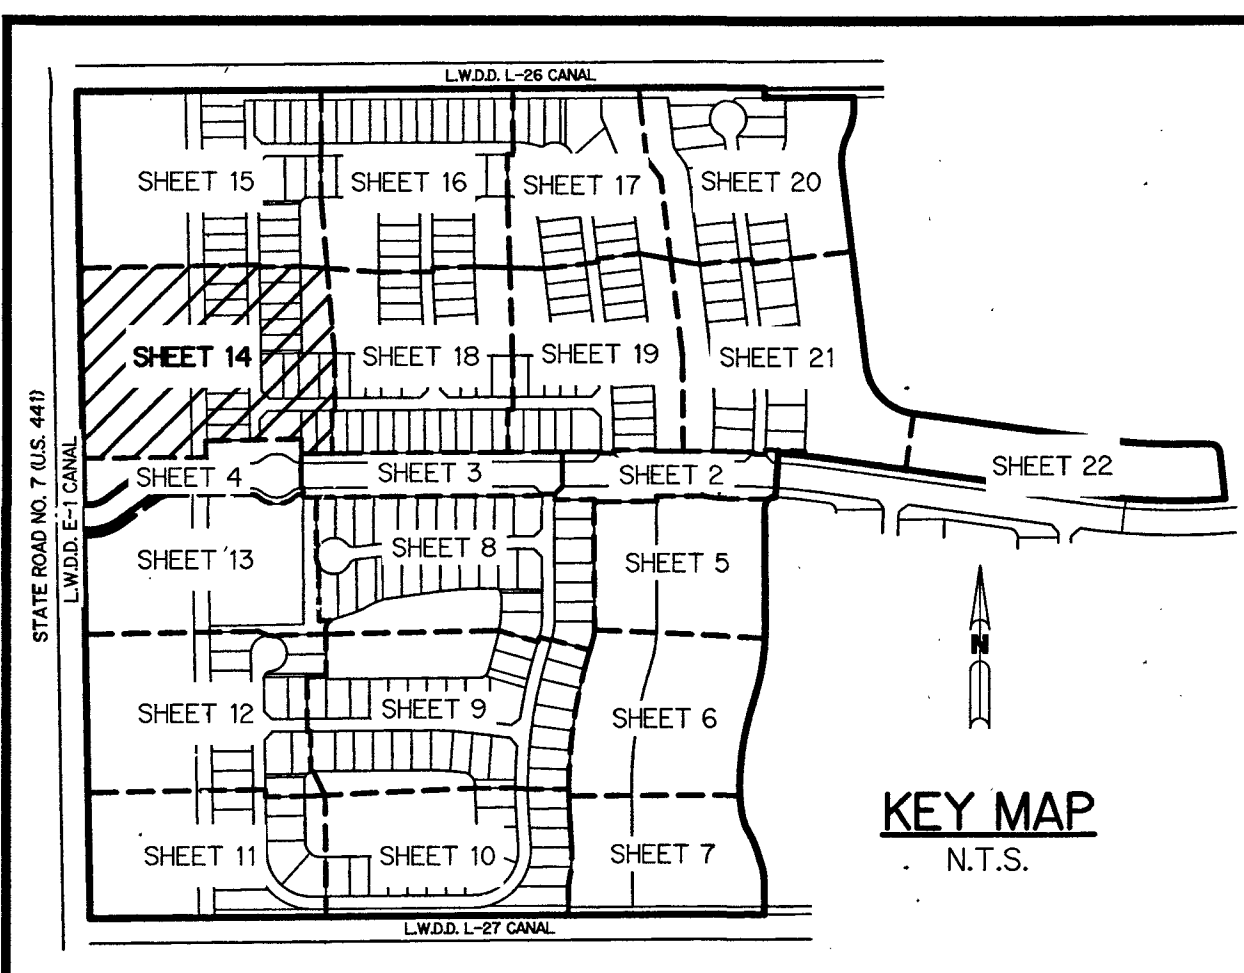 L.W.D.D. L-26 CANAL
SHEET 15
SHEET 16
SHEET 17
SHEET 20
SHEET 14
SHEET 18
SHEET 19
SHEET 21
STATE ROAD NO. 7 (U.S. 441)
L.W.D.D. E-1 CANAL
SHEET 4
SHEET 3
SHEET 2
SHEET 22
SHEET 13
SHEET 8
SHEET 5
N
SHEET 12
SHEET 9
SHEET 6
KEY MAP
N.T.S.
SHEET 11
SHEET 10
SHEET 7
L.W.D.D. L-27 CANAL